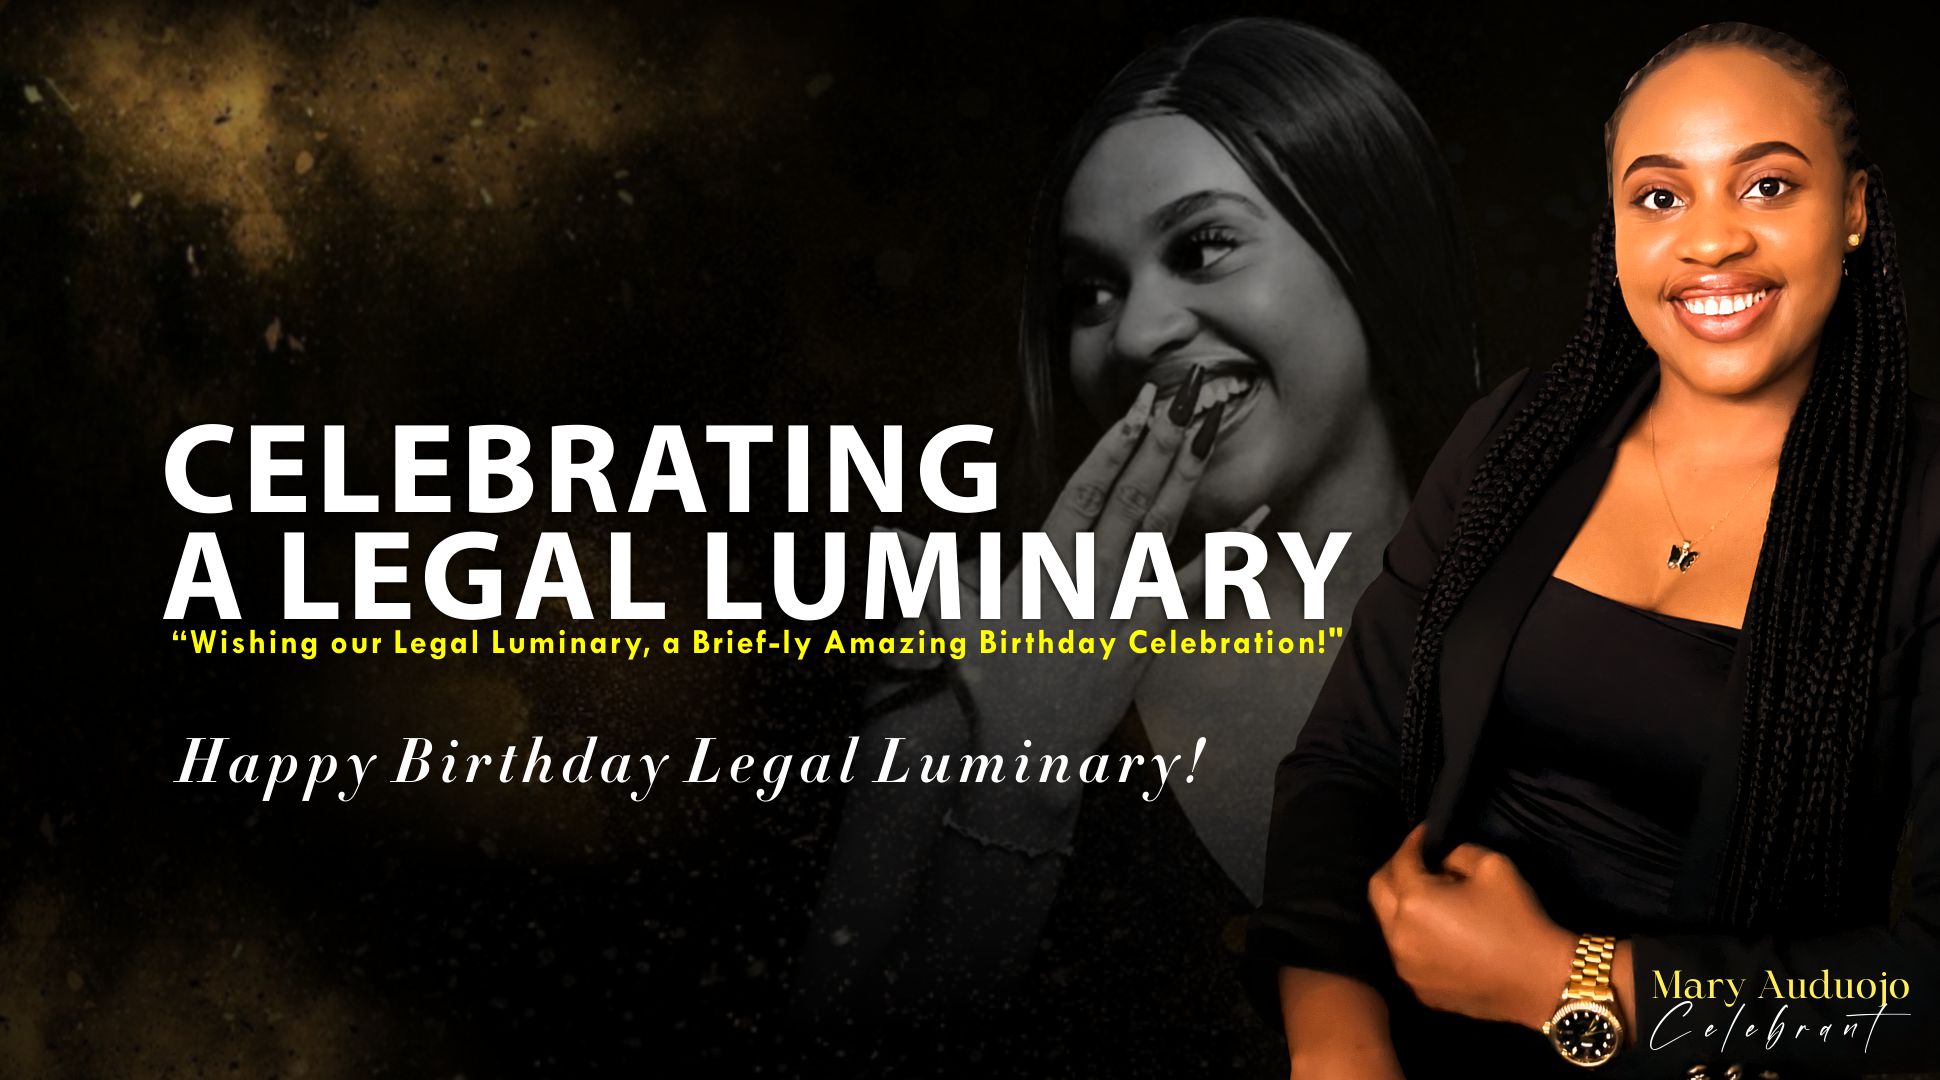 CELEBRATING
A LEGAL LUMINARY
“Wishing our Legal Luminary, a Brief-ly Amazing Birthday Celebration!"
Happy Birthday Legal Luminary!
Mary Auduojo
Celebrant